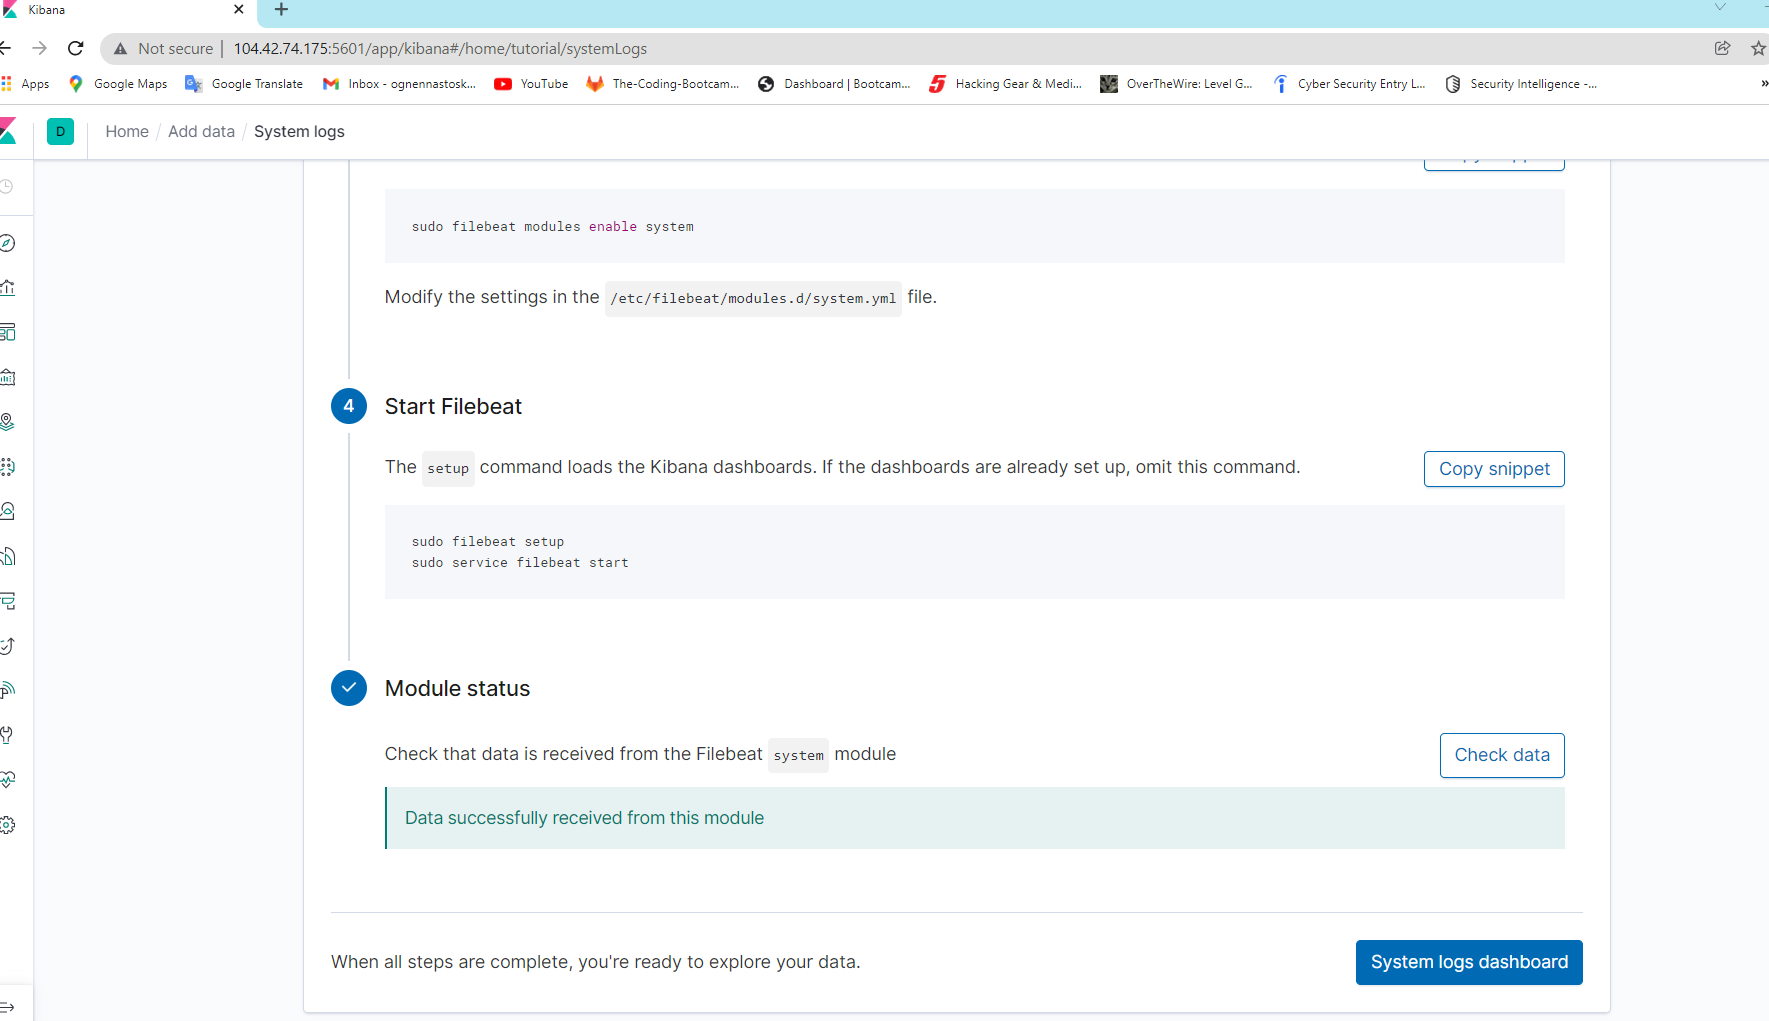 Kibana
Not secure | 104.42.74.175:5601/app/kibana#/home/tutorial/systemLogs
Apps Google Maps Google Translate Inbox - ognennastosk... YouTube The-Coding-Bootcam... Dashboard | Bootcam... Hacking Gear & Medi... OverTheWire: Level G... Cyber Security Entry L... Security Intelligence -... »
D Home / Add data / System logs
sudo filebeat modules enable system
Modify the settings in the /etc/filebeat/modules.d/system.yml file.
4 Start Filebeat
The setup command loads the Kibana dashboards. If the dashboards are already set up, omit this command.
Copy snippet
sudo filebeat setup
sudo service filebeat start
Module status
Check that data is received from the Filebeat system module
Check data
Data successfully received from this module
When all steps are complete, you're ready to explore your data.
System logs dashboard